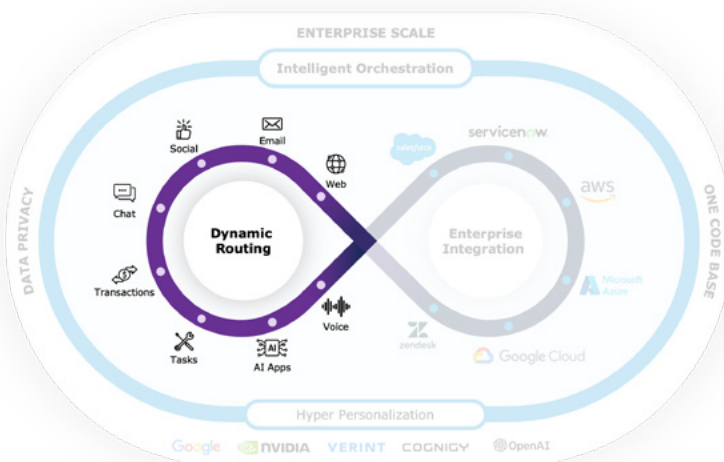 ENTERPRISE SCALE
Intelligent Orchestration
Social
Email
Web
Chat
Transactions
Tasks
AI Apps
Voice
Dynamic
Routing
salesforce
servicenow
aws
Microsoft
Azure
Google Cloud
zendesk
Enterprise
Integration
DATA PRIVACY
ONE CODE BASE
Hyper Personalization
Google
NVIDIA
VERINT
COGNIGY
OpenAI